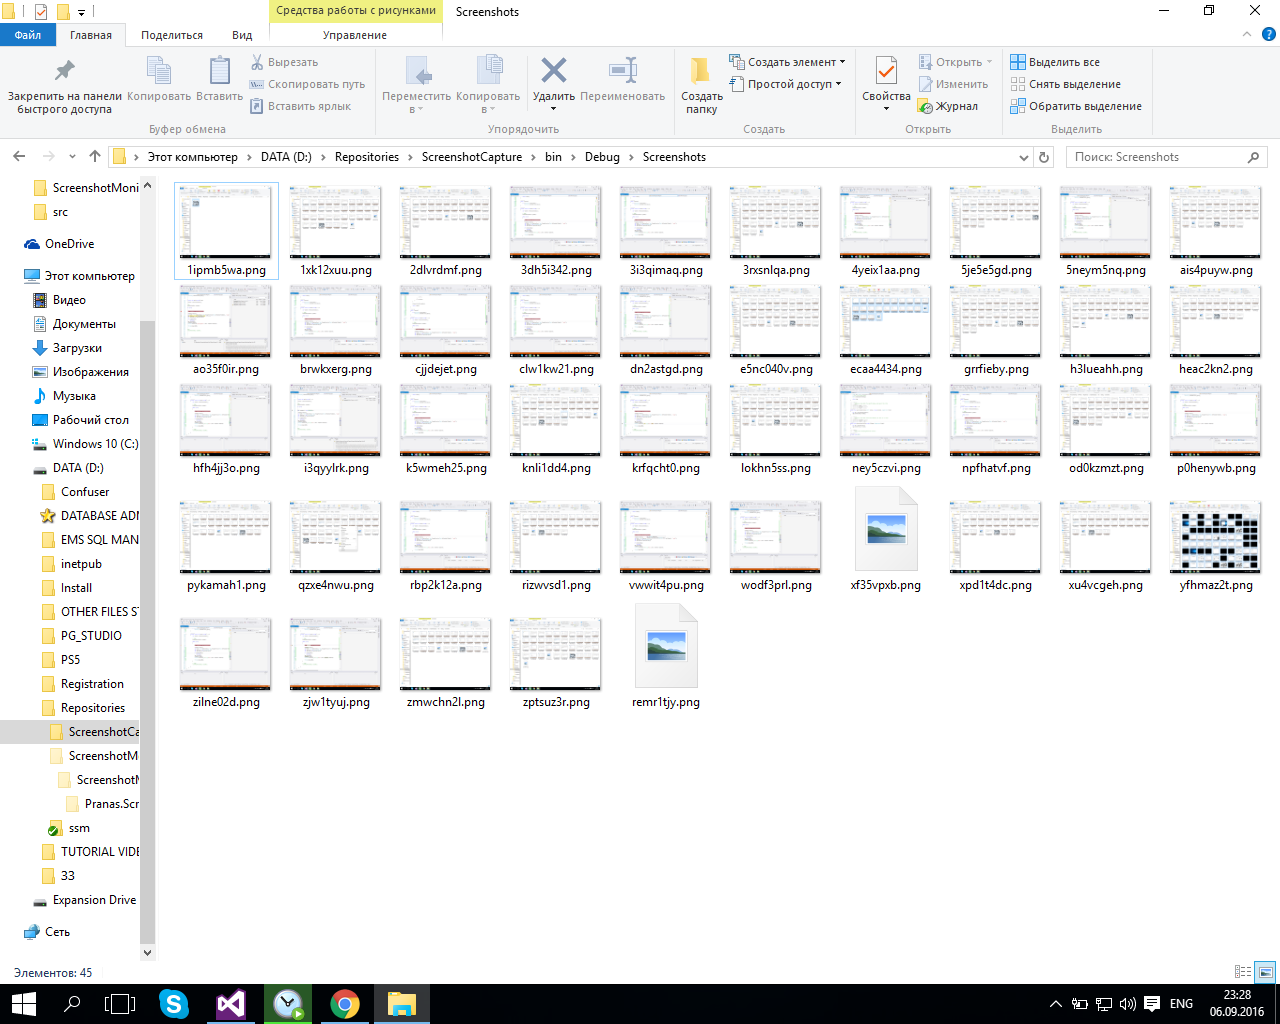 Средства работы с рисунками
Screenshots
Файл
Главная
Поделиться
Вид
Управление
Закрепить на панели быстрого доступа
Копировать
Вставить
Вырезать
Скопировать путь
Вставить ярлык
Буфер обмена
Переместить в
Копировать в
Удалить
Переименовать
Упорядочить
Создать папку
Создать элемент
Простой доступ
Создать
Свойства
Открыть
Изменить
Журнал
Открыть
Выделить все
Снять выделение
Обратить выделение
Выделить
Этот компьютер > DATA (D:) > Repositories > ScreenshotCapture > bin > Debug > Screenshots
Поиск: Screenshots
ScreenshotMoni
src
OneDrive
Этот компьютер
Видео
Документы
Загрузки
Изображения
Музыка
Рабочий стол
Windows 10 (C:)
DATA (D:)
Confuser
DATABASE ADM
EMS SQL MAN
inetpub
Install
OTHER FILES ST
PG_STUDIO
PS5
Registration
Repositories
ScreenshotCa
ScreenshotM
ScreenshotM
Pranas.Scr
ssm
TUTORIAL VIDE
33
Expansion Drive
Сеть
1ipmb5wa.png 1xk12xuu.png 2dlvrdmf.png 3dh5i342.png 3i3qimaq.png 3rxsnlqa.png 4yeix1aa.png 5je5e5gd.png 5neym5nq.png ais4puyw.png
ao35f0ir.png brwkxerg.png cjjdejet.png clw1kw21.png dn2astgd.png e5nc040v.png ecaa4434.png grrfieby.png h3lueahh.png heac2kn2.png
hfh4jj3o.png i3qyylrk.png k5wmeh25.png knli1dd4.png krfqcht0.png lokhn5ss.png ney5czvi.png npfhatvf.png od0kzmzt.png p0henywb.png
pykamah1.png qzxe4nwu.png rbp2k12a.png rizwvsd1.png vwwit4pu.png wodf3prl.png xf35vpxb.png xpd1t4dc.png xu4vcgeh.png yfhmaz2t.png
zilne02d.png zjw1tyuj.png zmwchn2l.png zptsuz3r.png remr1tjy.png
Элементов: 45
ENG
23:28
06.09.2016